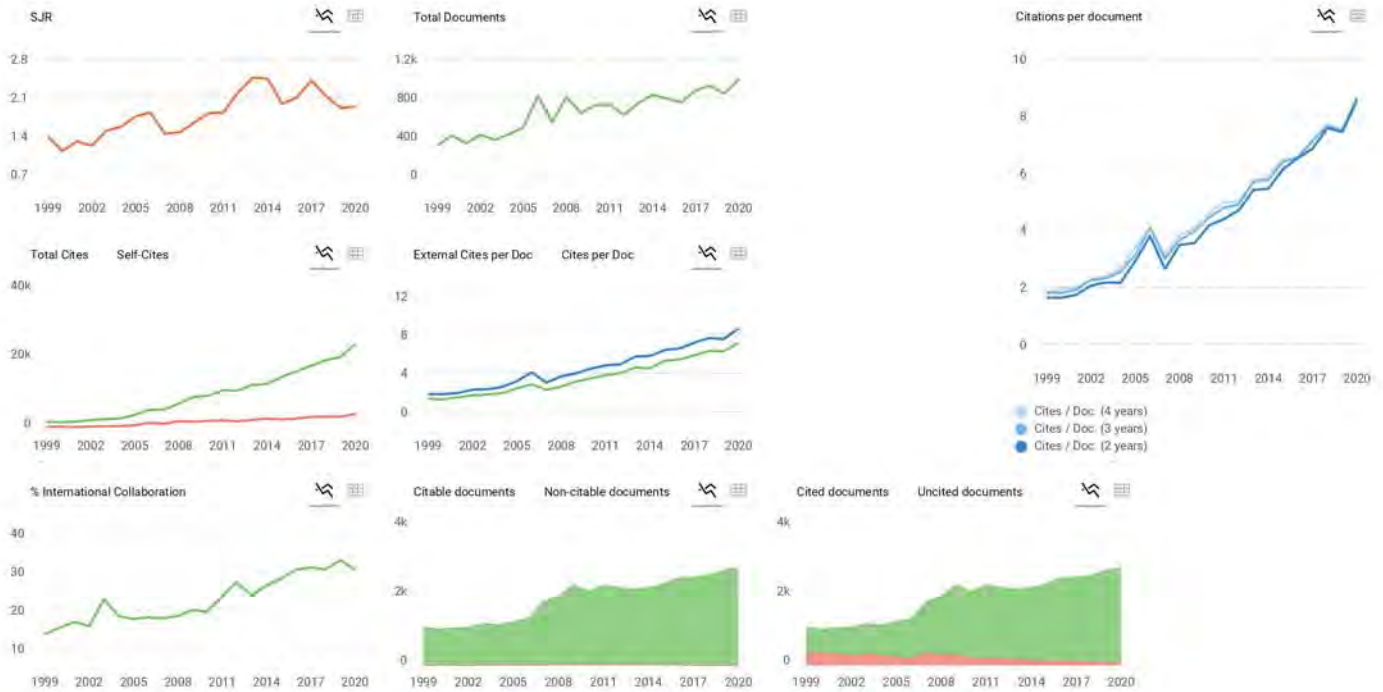 SJR
2.8
2.1
1.4
0.7
1999 2002 2005 2008 2011 2014 2017 2020
Total Documents
1.2k
800
400
0
1999 2002 2005 2008 2011 2014 2017 2020
Citations per document
10
8
6
4
2
0
1999 2002 2005 2008 2011 2014 2017 2020
Cites / Doc. (4 years)
Cites / Doc. (3 years)
Cites / Doc. (2 years)
Total Cites Self-Cites
40k
20k
0
1999 2002 2005 2008 2011 2014 2017 2020
External Cites per Doc Cites per Doc
12
8
4
0
1999 2002 2005 2008 2011 2014 2017 2020
% International Collaboration
40
30
20
10
1999 2002 2005 2008 2011 2014 2017 2020
Citable documents Non-citable documents
4k
2k
0
1999 2002 2005 2008 2011 2014 2017 2020
Cited documents Uncited documents
4k
2k
0
1999 2002 2005 2008 2011 2014 2017 2020